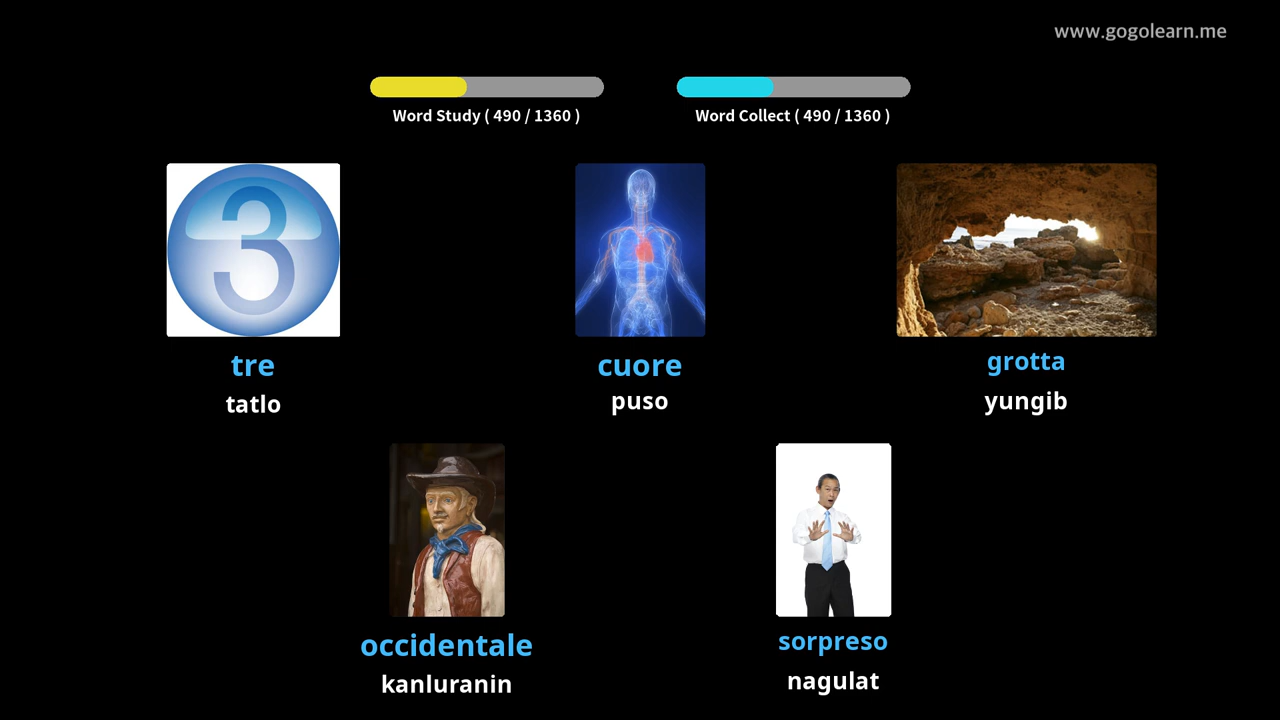 www.gogolearn.me
Word Study ( 490 / 1360 )
Word Collect ( 490 / 1360 )
3
tre
tatlo
cuore
puso
grotta
yungib
occidentale
kanluranin
sorpreso
nagulat